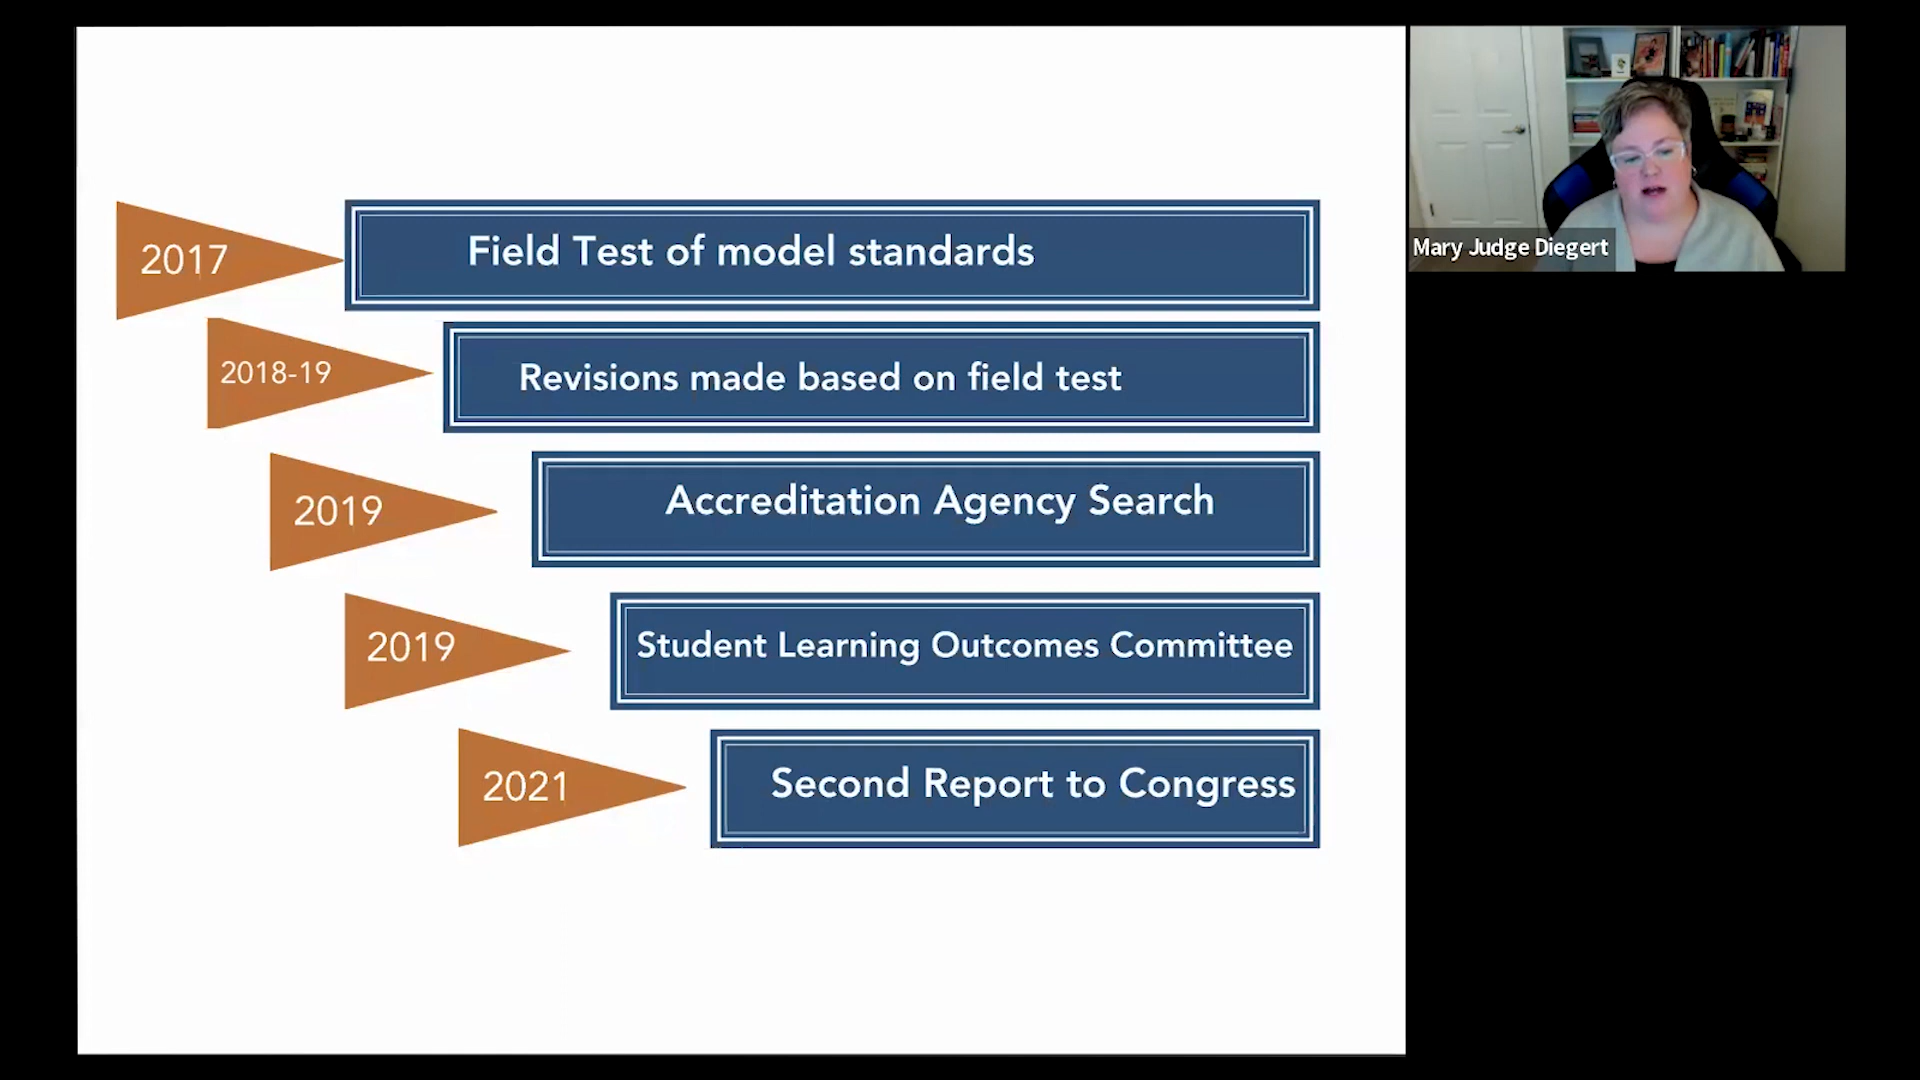 2017
Field Test of model standards
2018-19
Revisions made based on field test
2019
Accreditation Agency Search
2019
Student Learning Outcomes Committee
2021
Second Report to Congress
Mary Judge Diegert